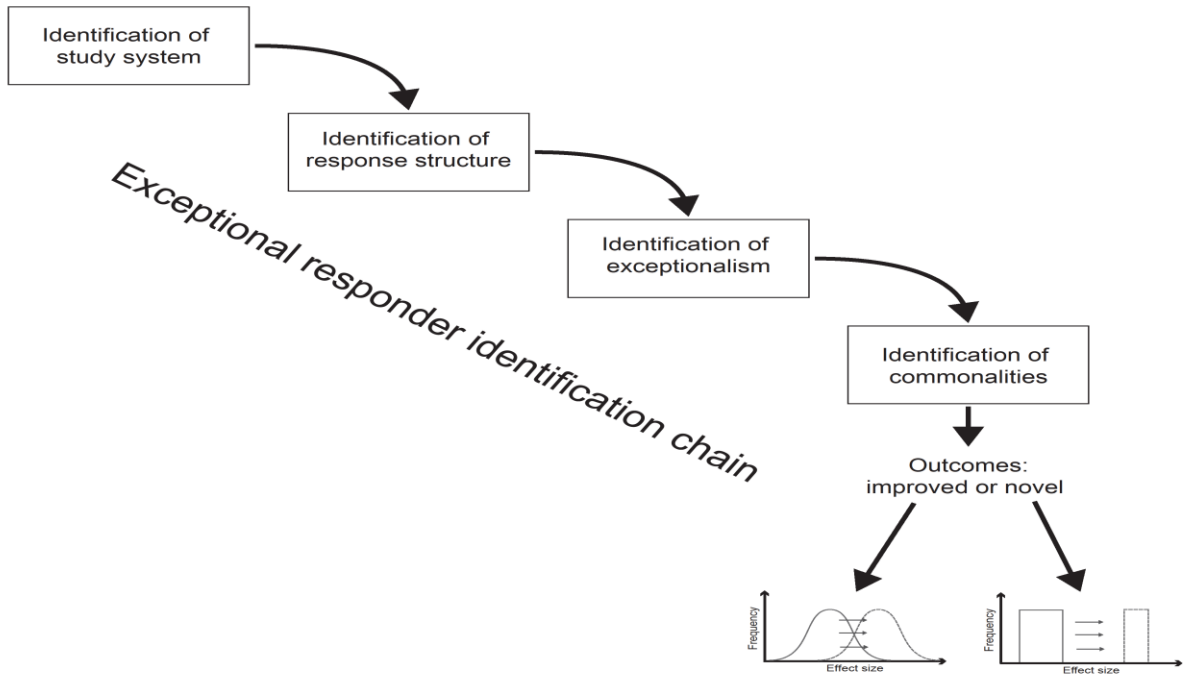 Identification of
study system
Identification of
response structure
Identification of
exceptionalism
Identification of
commonalities
Exceptional responder identification chain
Outcomes:
improved or novel
Frequency
Effect size
Frequency
Effect size